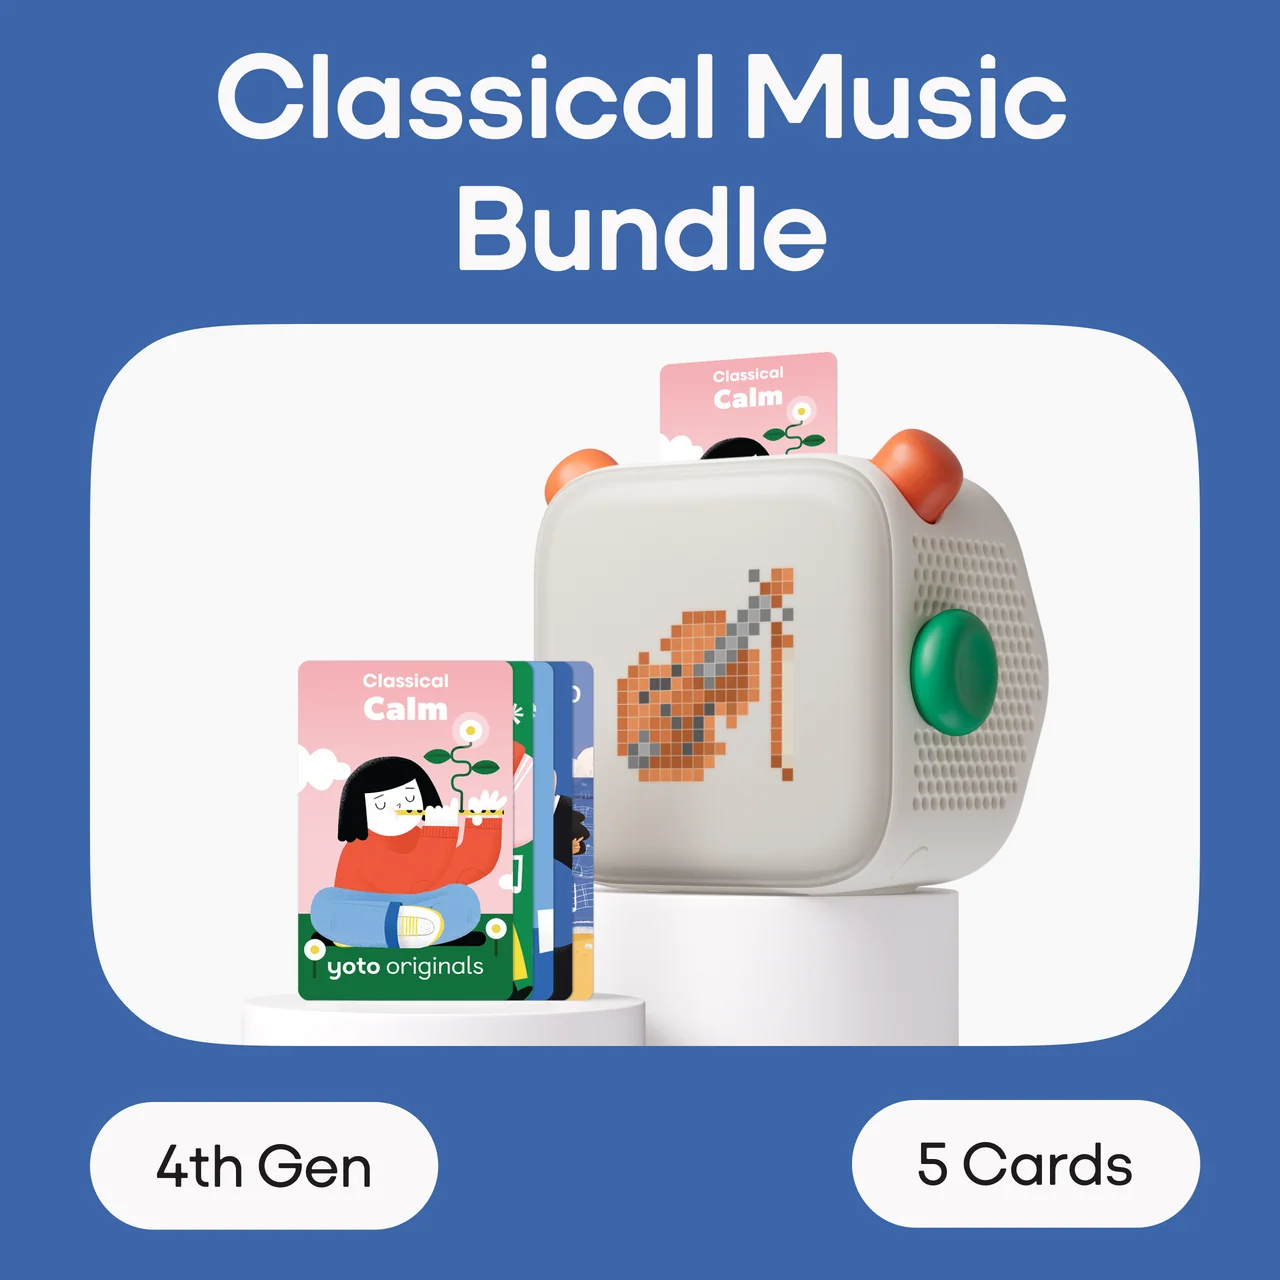 Classical Music
Bundle
Classical
Calm
Classical
Calm
yoto originals
4th Gen
5 Cards